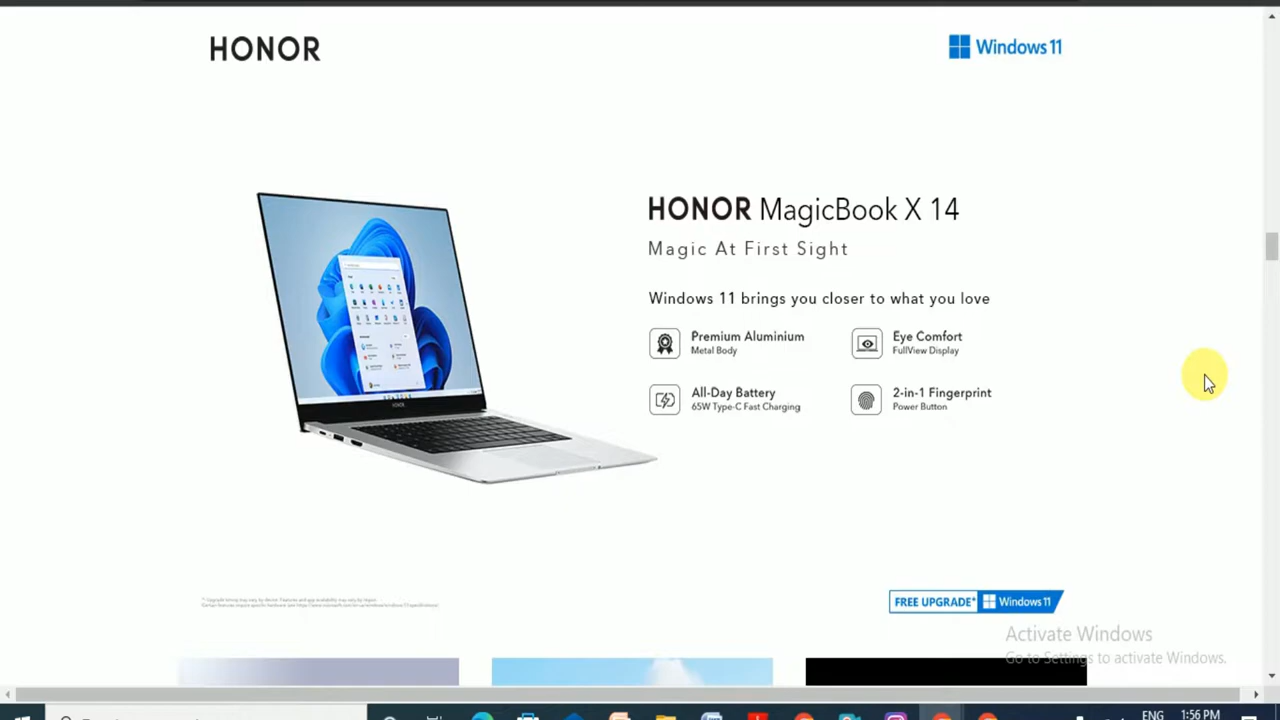 HONOR
Windows 11
HONOR MagicBook X 14
Magic At First Sight
Windows 11 brings you closer to what you love
Premium Aluminium
Metal Body
Eye Comfort
FullView Display
All-Day Battery
65W Type-C Fast Charging
2-in-1 Fingerprint
Power Button
FREE UPGRADE* Windows 11
Activate Windows
Go to Settings to activate Windows.
ENG
1:56 PM